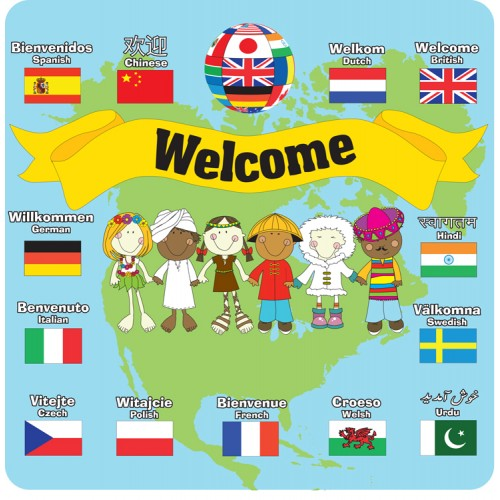 Bienvenidos
Spanish
欢迎
Chinese
Welkom
Dutch
Welcome
British
Welcome
Willkommen
German
स्वागतम
Hindi
Benvenuto
Italian
Välkomna
Swedish
Vitejte
Czech
Witajcie
Polish
Bienvenue
French
Croeso
Welsh
خوش آمدید
Urdu